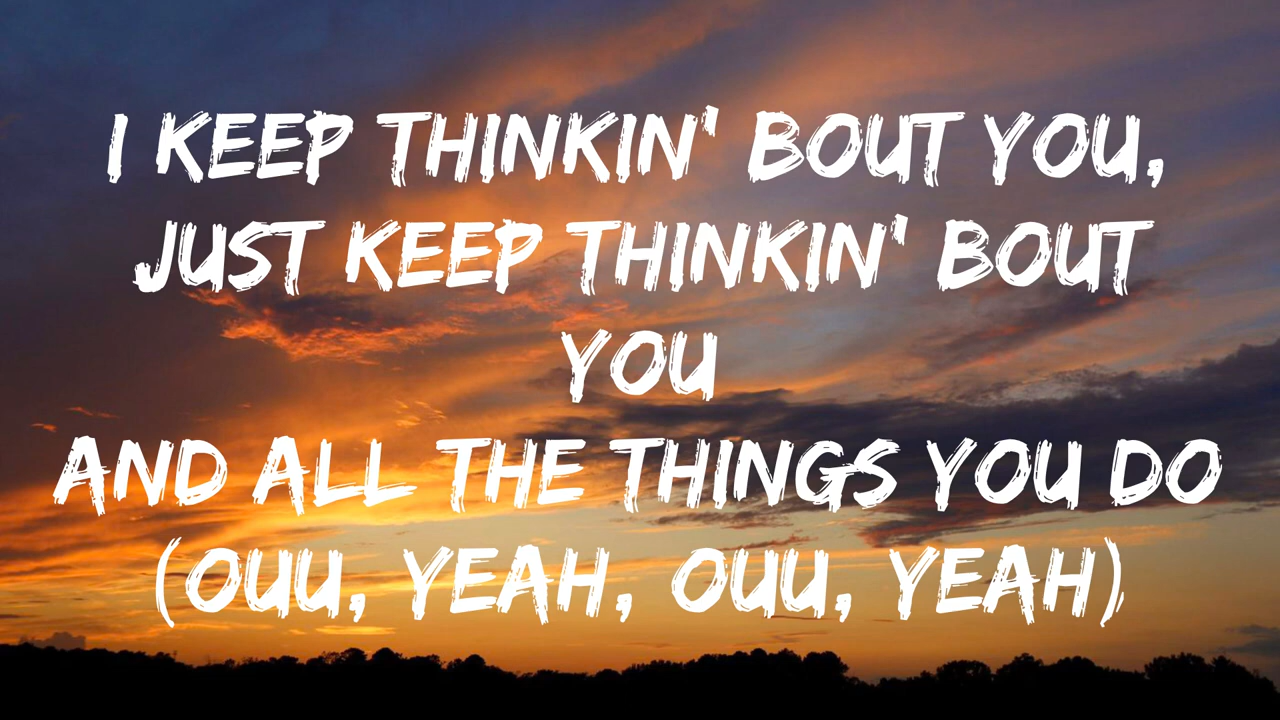 I KEEP THINKIN' BOUT YOU,
JUST KEEP THINKIN' BOUT
YOU
AND ALL THE THINGS YOU DO
(OUU, YEAH, OUU, YEAH)